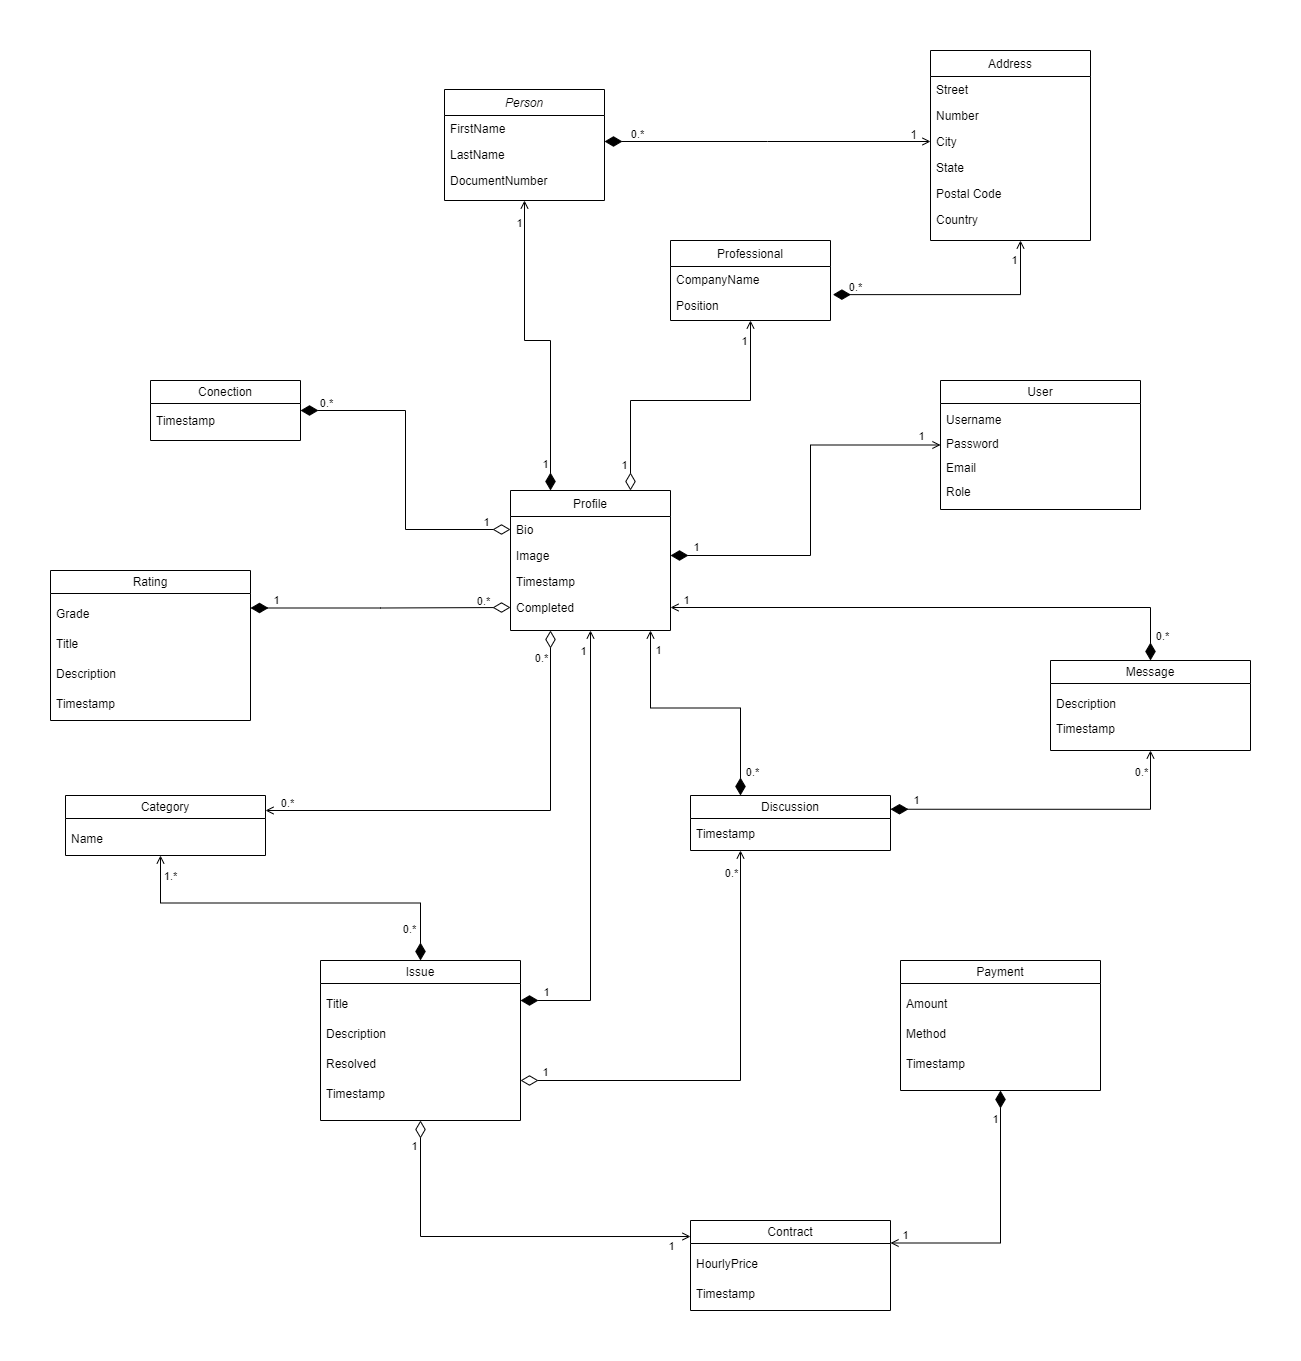 Address
Street
Number
City
State
Postal Code
Country
Person
FirstName
LastName
DocumentNumber
0.*
1
1
Professional
CompanyName
Position
0.*
1
1
Conection
Timestamp
0.*
User
Username
Password
Email
Role
1
1
1
1
Profile
Bio
Image
Timestamp
Completed
1
Rating
Grade
Title
Description
Timestamp
1
0.*
1
0.*
1
1
0.*
Message
Description
Timestamp
0.*
0.*
Category
Name
0.*
Discussion
Timestamp
1
0.*
1.*
0.*
Issue
Title
Description
Resolved
Timestamp
1
1
Payment
Amount
Method
Timestamp
1
1
1
Contract
HourlyPrice
Timestamp
1